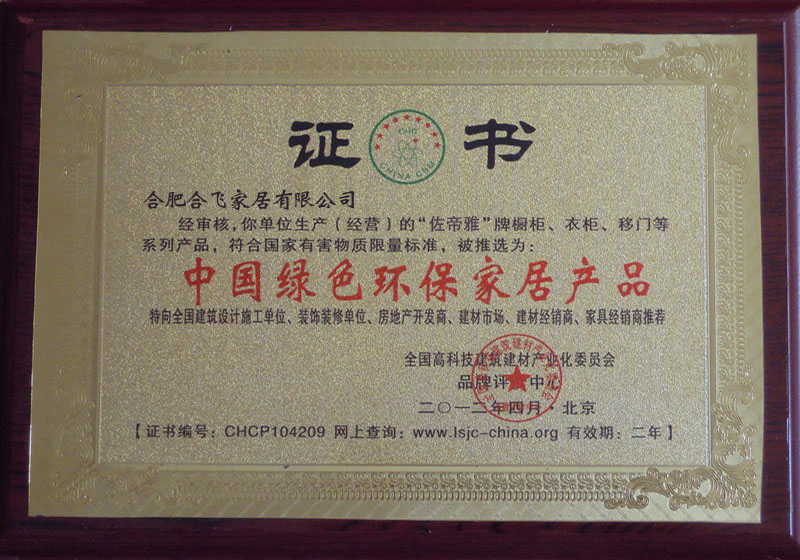 证 书
CHC
CHINA CHM
合肥合飞家居有限公司
经审核，你单位生产（经营）的“佐帝雅”牌橱柜、衣柜、移门等
系列产品，符合国家有害物质限量标准，被推选为：
中国绿色环保家居产品
特向全国建筑设计施工单位、装饰装修单位、房地产开发商、建材市场、建材经销商、家具经销商推荐
全国高科技建筑建材产业化委员会
品牌评 中心
二〇一二年四月·北京
【证书编号：CHCP104209 网上查询：www.lsjc-china.org 有效期：二年】